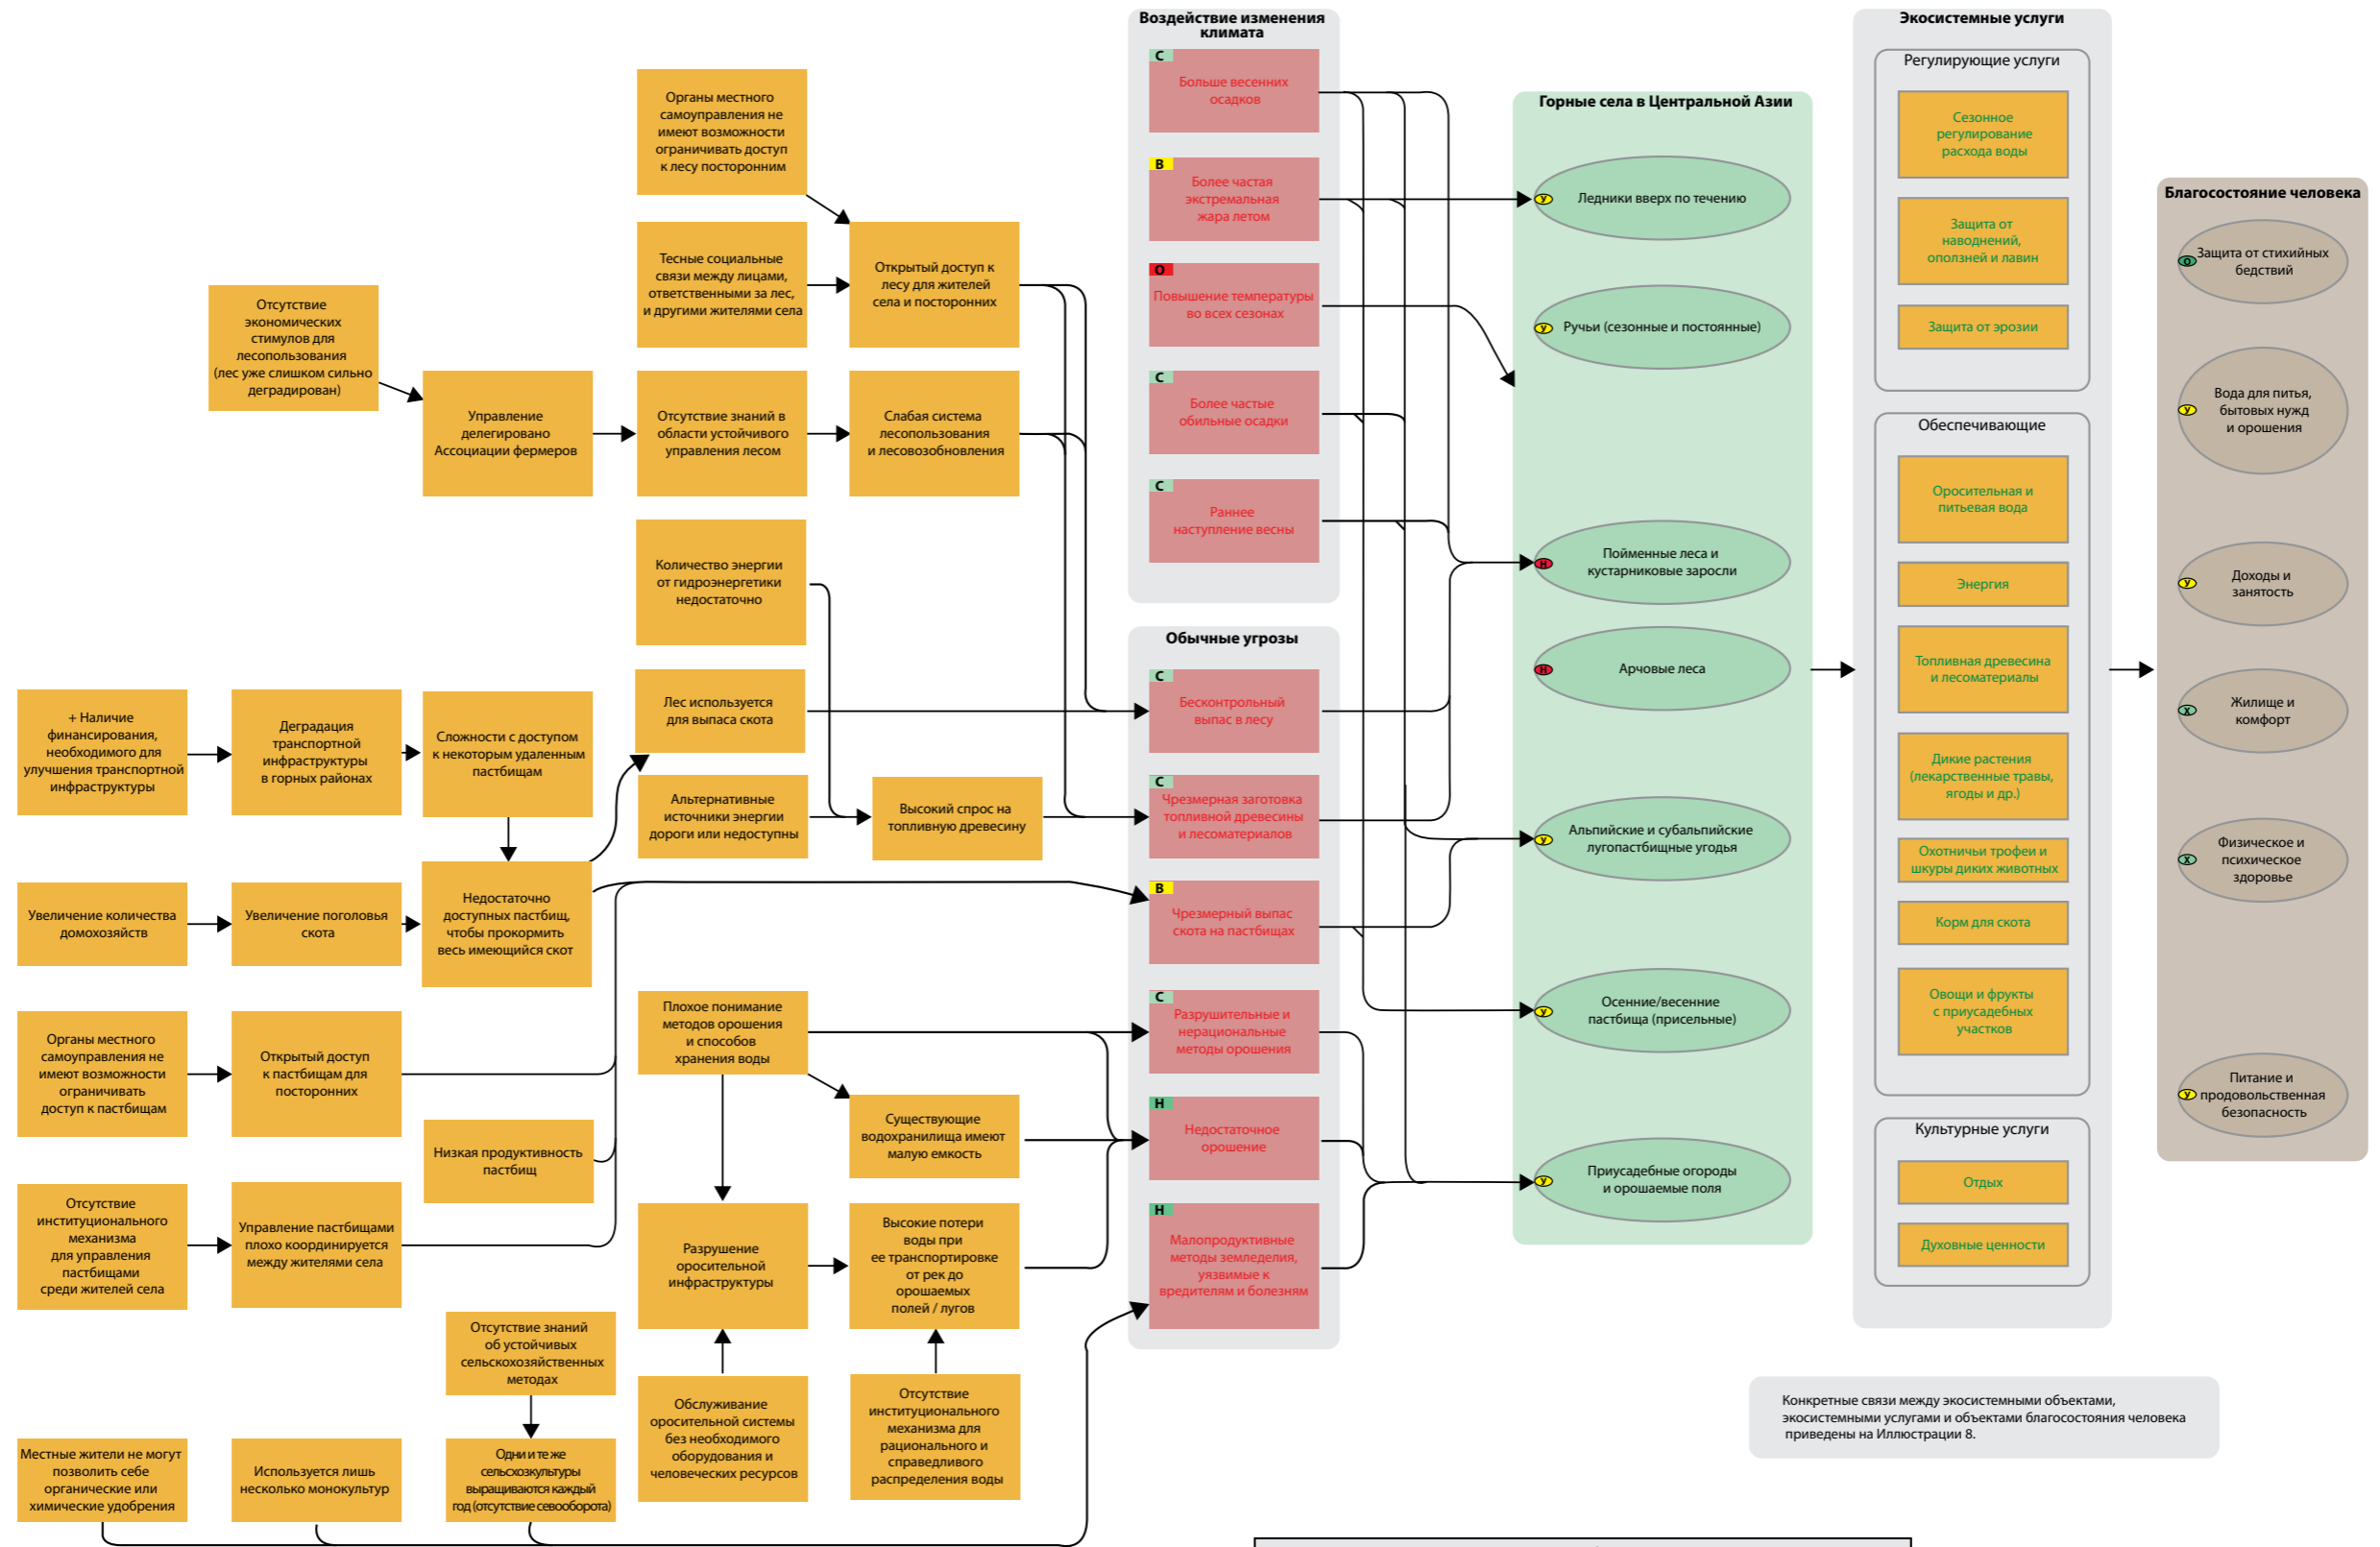 Органы местного
самоуправления не
имеют возможности
ограничивать доступ
к лесу посторонним
Тесные социальные
связи между лицами,
ответственными за лес,
и другими жителями села
Открытый доступ к
лесу для жителей
села и посторонних
Отсутствие
экономических
стимулов для
лесопользования
(лес уже слишком сильно
деградирован)
Управление
делегировано
Ассоциации фермеров
Отсутствие знаний в
области устойчивого
управления лесом
Слабая система
лесопользования
и лесовозобновления
Количество энергии
от гидроэнергетики
недостаточно
Лес используется
для выпаса скота
Альтернативные
источники энергии
дороги или недоступны
Высокий спрос на
топливную древесину
+ Наличие
финансирования,
необходимого для
улучшения транспортной
инфраструктуры
Деградация
транспортной
инфраструктуры
в горных районах
Сложности с доступом
к некоторым удаленным
пастбищам
Увеличение количества
домохозяйств
Увеличение поголовья
скота
Недостаточно
доступных пастбищ,
чтобы прокормить
весь имеющийся скот
Органы местного
самоуправления не
имеют возможности
ограничивать
доступ к пастбищам
Открытый доступ
к пастбищам для
посторонних
Низкая продуктивность
пастбищ
Отсутствие
институционального
механизма
для управления
пастбищами
среди жителей села
Управление пастбищами
плохо координируется
между жителями села
Плохое понимание
методов орошения
и способов
хранения воды
Существующие
водохранилища имеют
малую емкость
Разрушение
оросительной
инфраструктуры
Высокие потери
воды при
ее транспортировке
от рек до
орошаемых
полей / лугов
Отсутствие знаний
об устойчивых
сельскохозяйственных
методах
Обслуживание
оросительной системы
без необходимого
оборудования и
человеческих ресурсов
Отсутствие
институционального
механизма для
рационального и
справедливого
распределения воды
Местные жители не могут
позволить себе
органические или
химические удобрения
Используется лишь
несколько монокультур
Одни и те же
сельсхозкультуры
выращиваются каждый
год (отсутствие севооборота)
Воздействие изменения
климата
С
Больше весенних
осадков
В
Более частая
экстремальная
жара летом
О
Повышение температуры
во всех сезонах
С
Более частые
обильные осадки
С
Раннее
наступление весны
Обычные угрозы
С
Бесконтрольный
выпас в лесу
С
Чрезмерная заготовка
топливной древесины
и лесоматериалов
В
Чрезмерный выпас
скота на пастбищах
С
Разрушительные и
нерациональные
методы орошения
Н
Недостаточное
орошение
Н
Малопродуктивные
методы земледелия,
уязвимые к
вредителям и болезням
Горные села в Центральной Азии
У
Ледники вверх по течению
У
Ручьи (сезонные и постоянные)
Н
Пойменные леса и
кустарниковые заросли
Н
Арчовые леса
У
Альпийские и субальпийские
лугопастбищные угодья
У
Осенние/весенние
пастбища (присельные)
У
Приусадебные огороды
и орошаемые поля
Экосистемные услуги
Регулирующие услуги
Сезонное
регулирование
расхода воды
Защита от
наводнений,
оползней и лавин
Защита от эрозии
Обеспечивающие
Оросительная и
питьевая вода
Энергия
Топливная древесина
и лесоматериалы
Дикие растения
(лекарственные травы,
ягоды и др.)
Охотничьи трофеи и
шкуры диких животных
Корм для скота
Овощи и фрукты
с приусадебных
участков
Культурные услуги
Отдых
Духовные ценности
Благосостояние человека
О
Защита от стихийных
бедствий
У
Вода для питья,
бытовых нужд
и орошения
У
Доходы и
занятость
Х
Жилище и
комфорт
Х
Физическое и
психическое
здоровье
У
Питание и
продовольственная
безопасность
Конкретные связи между экосистемными объектами,
экосистемными услугами и объектами благосостояния человека
приведены на Иллюстрации 8.